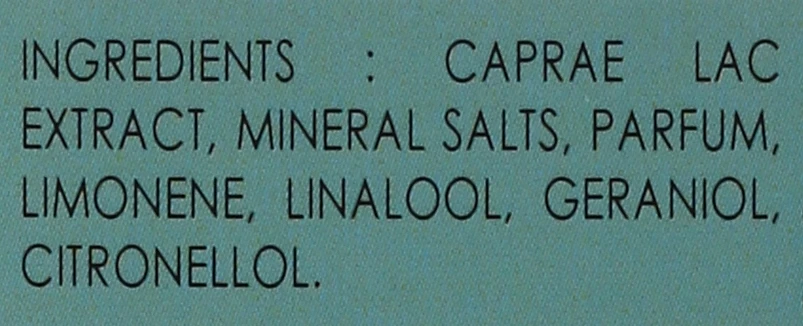 INGREDIENTS : CAPRAE LAC
EXTRACT, MINERAL SALTS, PARFUM,
LIMONENE, LINALOOL, GERANIOL,
CITRONELLOL.